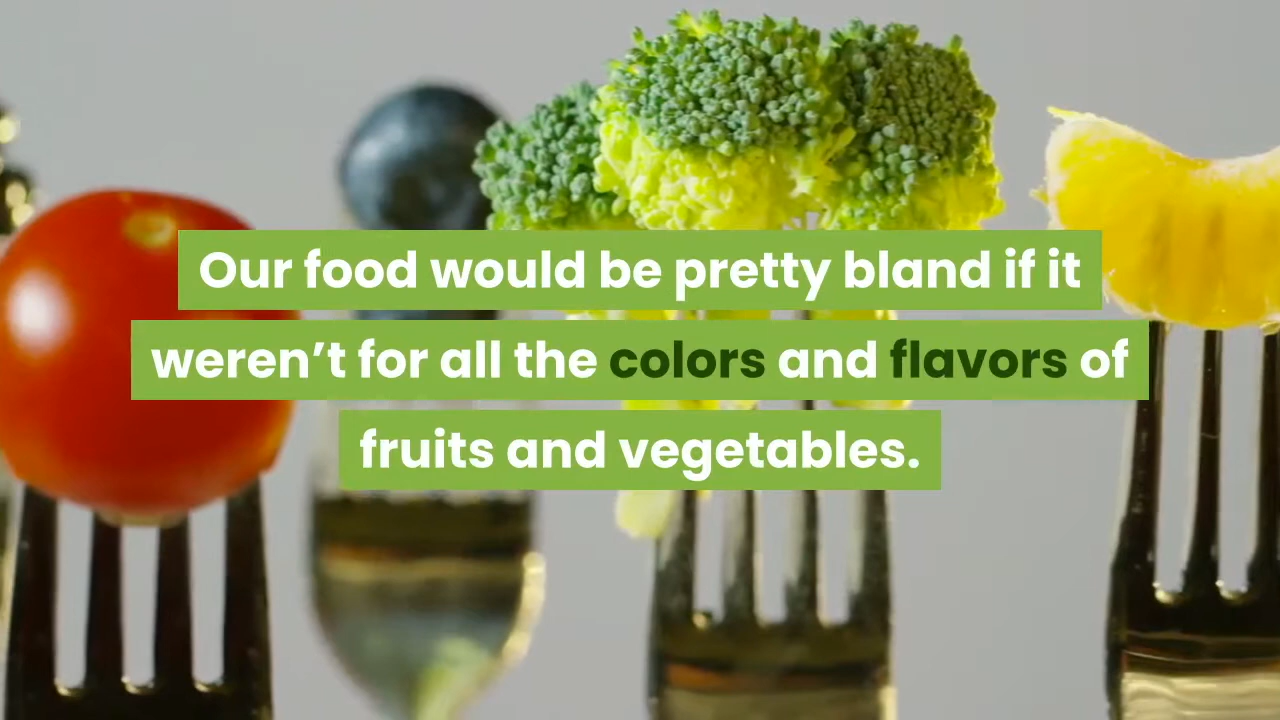 Our food would be pretty bland if it
weren’t for all the colors and flavors of
fruits and vegetables.